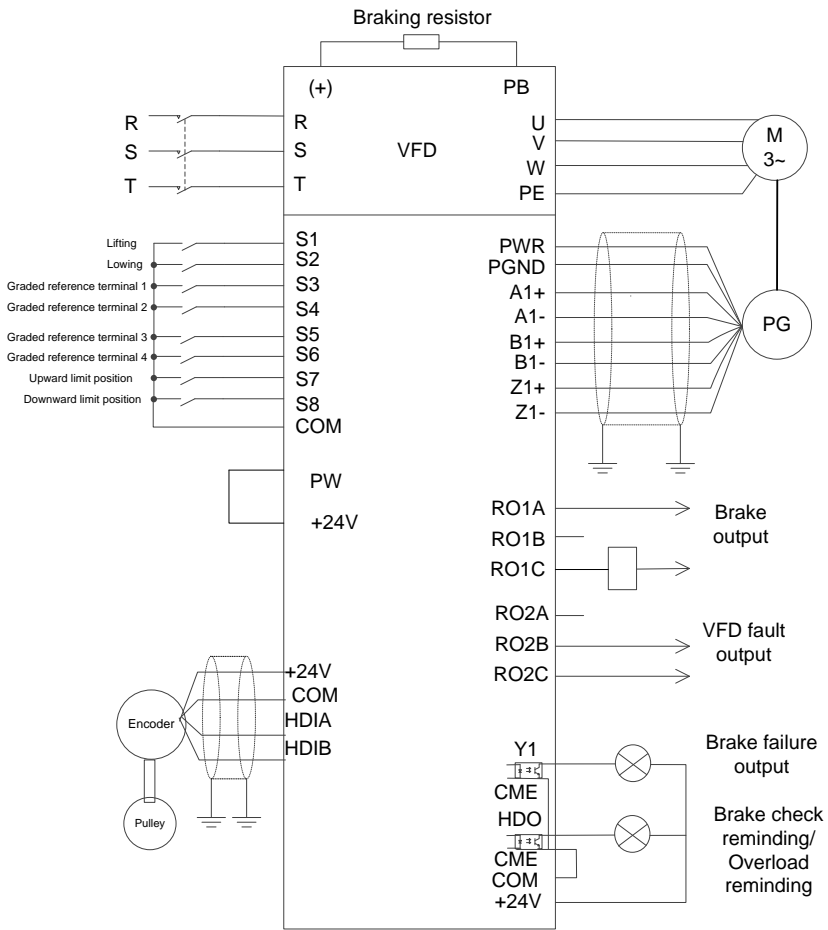 Braking resistor
(+)
PB
R
S
T
R
S
T
VFD
U
V
W
PE
M
3~
Lifting
Lowing
Graded reference terminal 1
Graded reference terminal 2
Graded reference terminal 3
Graded reference terminal 4
Upward limit position
Downward limit position
S1
S2
S3
S4
S5
S6
S7
S8
COM
PW
+24V
PWR
PGND
A1+
A1-
B1+
B1-
Z1+
Z1-
PG
RO1A
RO1B
RO1C
Brake
output
RO2A
RO2B
RO2C
VFD fault
output
+24V
COM
HDIA
HDIB
Encoder
Pulley
Y1
CME
HDO
CME
COM
+24V
Brake failure
output
Brake check
reminding/
Overload
reminding